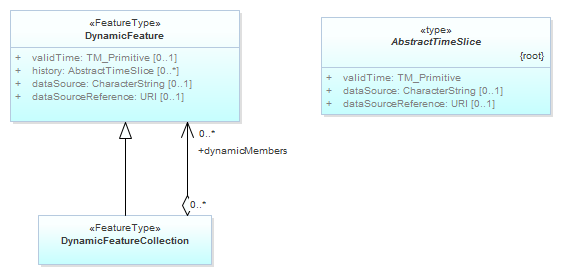 «FeatureType»
DynamicFeature
+ validTime: TM_Primitive [0..1]
+ history: AbstractTimeSlice [0..*]
+ dataSource: CharacterString [0..1]
+ dataSourceReference: URI [0..1]
«type»
AbstractTimeSlice
{root}
+ validTime: TM_Primitive
+ dataSource: CharacterString [0..1]
+ dataSourceReference: URI [0..1]
0..*
+dynamicMembers
0..*
«FeatureType»
DynamicFeatureCollection